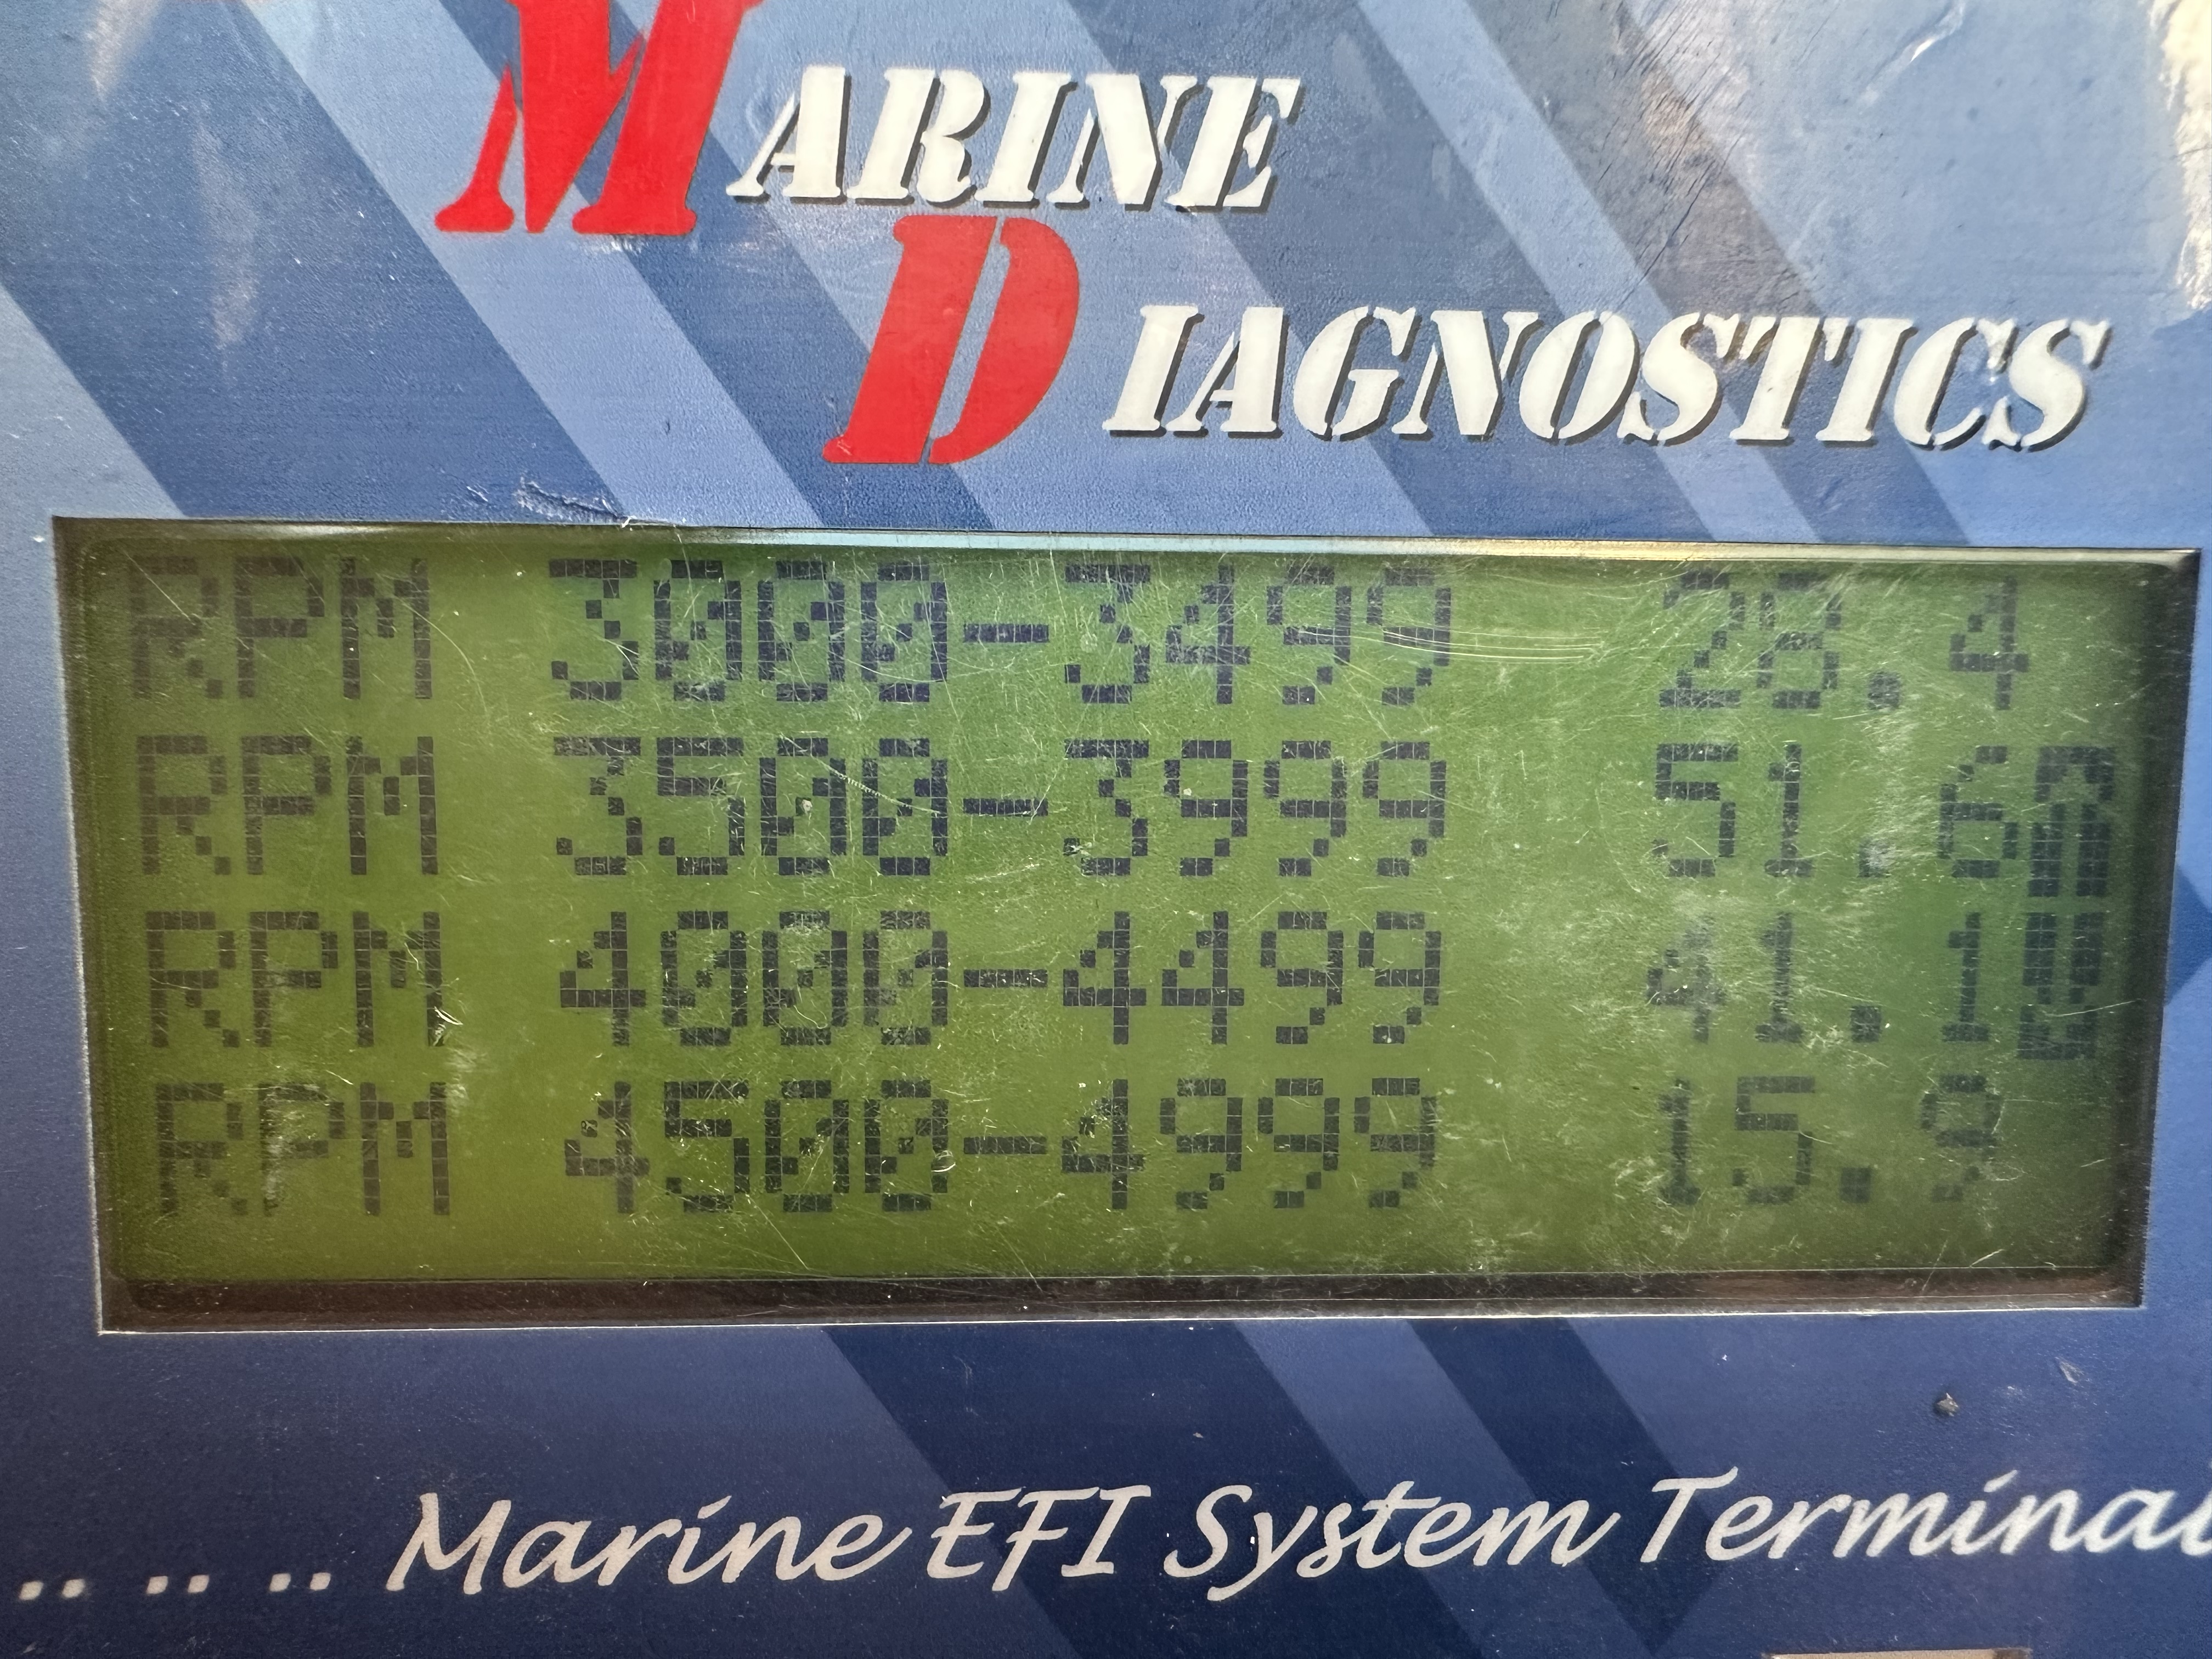 MARINE
DIAGNOSTICS
RPM 3000-3499 28.4
RPM 3500-3999 51.6
RPM 4000-4499 41.1
RPM 4500-4999 15.9
.. .. .. Marine EFI System Terminal